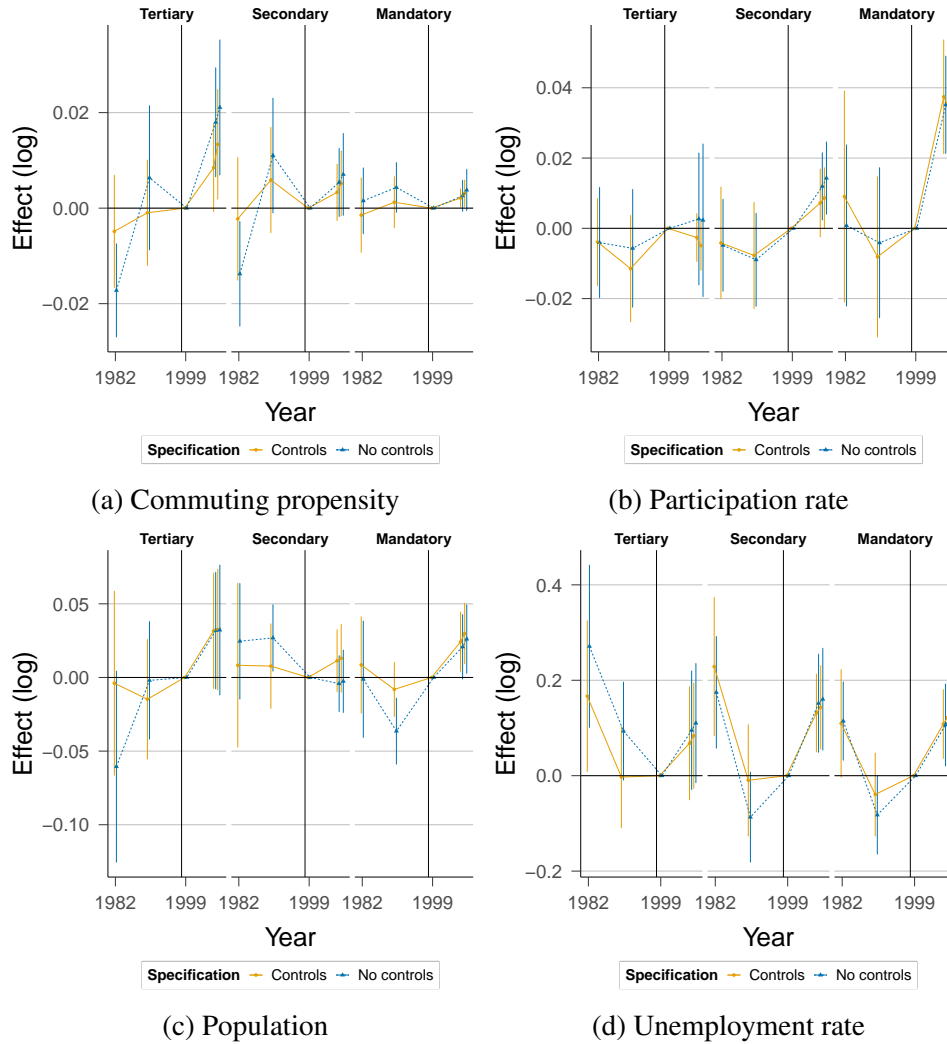 Tertiary Secondary Mandatory
0.02
0.00
−0.02
Effect (log)
1982 1999 1982 1999 1982 1999
Year
Specification Controls No controls
(a) Commuting propensity
Tertiary Secondary Mandatory
0.04
0.02
0.00
−0.02
Effect (log)
1982 1999 1982 1999 1982 1999
Year
Specification Controls No controls
(b) Participation rate
Tertiary Secondary Mandatory
0.05
0.00
−0.05
−0.10
Effect (log)
1982 1999 1982 1999 1982 1999
Year
Specification Controls No controls
(c) Population
Tertiary Secondary Mandatory
0.4
0.2
0.0
−0.2
Effect (log)
1982 1999 1982 1999 1982 1999
Year
Specification Controls No controls
(d) Unemployment rate